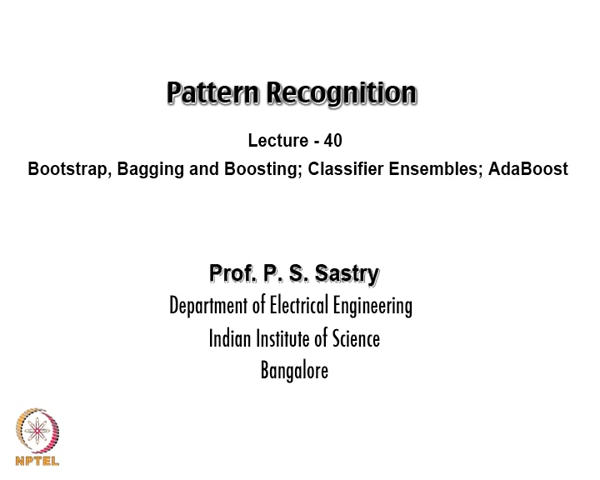 Pattern Recognition
Lecture - 40
Bootstrap, Bagging and Boosting; Classifier Ensembles; AdaBoost
Prof. P. S. Sastry
Department of Electrical Engineering
Indian Institute of Science
Bangalore
NPTEL